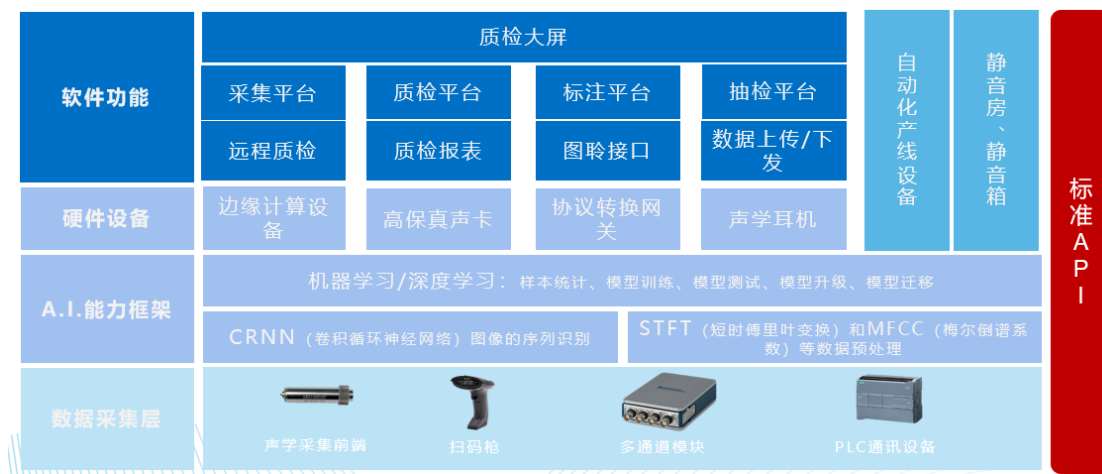 质检大屏
软件功能
采集平台
质检平台
标注平台
抽检平台
远程质检
质检报表
图聆接口
数据上传/下
发
自动化产线设备
静音房、静音箱
标准API
硬件设备
边缘计算设
备
高保真声卡
协议转换网
关
声学耳机
A.I.能力框架
机器学习/深度学习：样本统计、模型训练、模型测试、模型升级、模型迁移
CRNN（卷积循环神经网络）图像的序列识别
STFT（短时傅里叶变换）和MFCC（梅尔倒谱系
数）等数据预处理
数据采集层
声学采集前端
扫码枪
多通道模块
PLC通讯设备